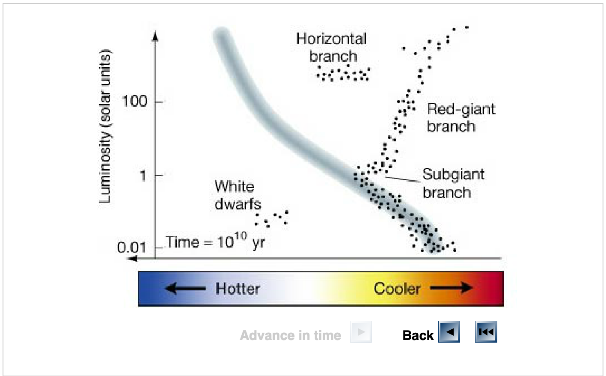 Luminosity (solar units)
Horizontal
branch
100
Red-giant
branch
1
Subgiant
branch
White
dwarfs
0.01
Time = 10¹⁰ yr
Hotter
Cooler
Advance in time
Back